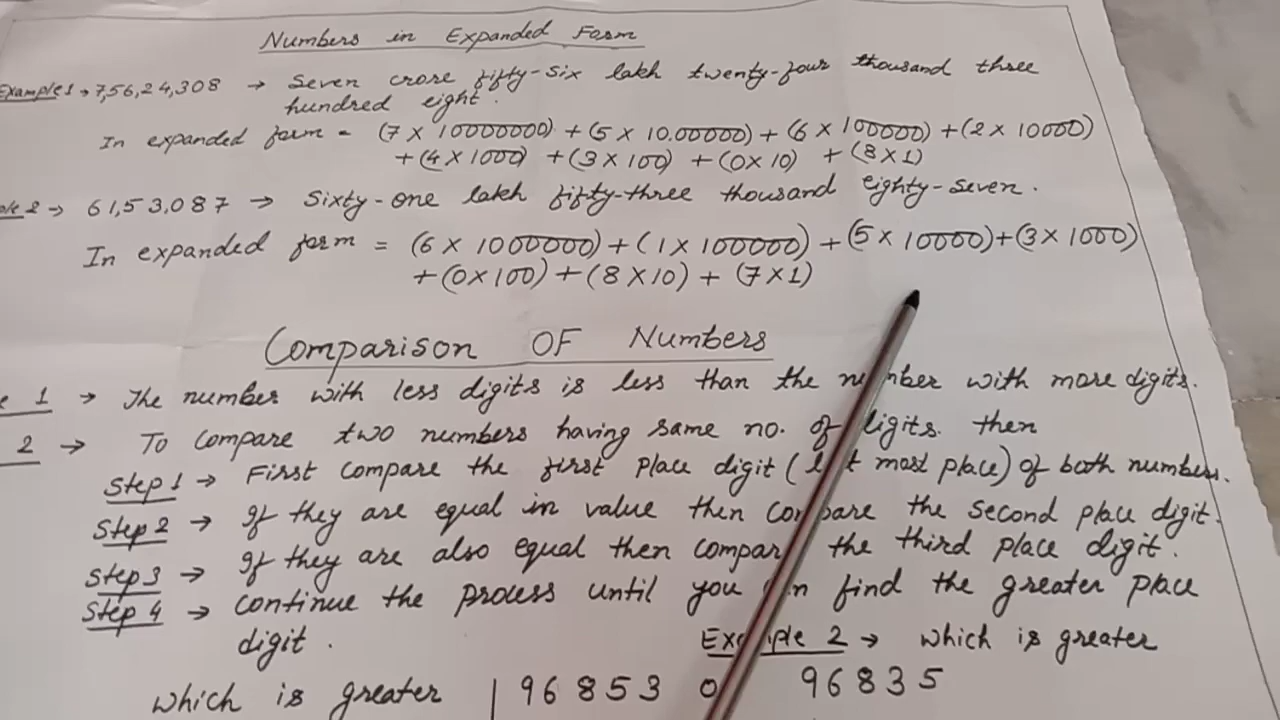 Numbers in Expanded Form
Example 1 → 7,56,24,308 → Seven crore fifty-six lakh twenty-four thousand three
hundred eight.
In expanded form = (7 X 10000000) + (5 X 10,00000) + (6 X 100000) + (2 X 10000)
+ (4 X 1000) + (3 X 100) + (0 X 10) + (8 X 1)
ple 2 → 61,53,087 → Sixty-one lakh fifty-three thousand eighty-seven.
In expanded form = (6 X 1000000) + (1 X 100000) + (5 X 10000) + (3 X 1000)
+ (0 X 100) + (8 X 10) + (7 X 1)
Comparison OF Numbers
e 1 → The number with less digits is less than the number with more digits.
2 → To compare two numbers having same no. of digits. then
Step 1 → First compare the first place digit (left most place) of both numbers.
Step 2 → If they are equal in value then compare the second place digit.
Step 3 → If they are also equal then compare the third place digit.
Step 4 → Continue the process until you can find the greater place
digit.
Example 2 → which is greater
which is greater | 96853 o 96835